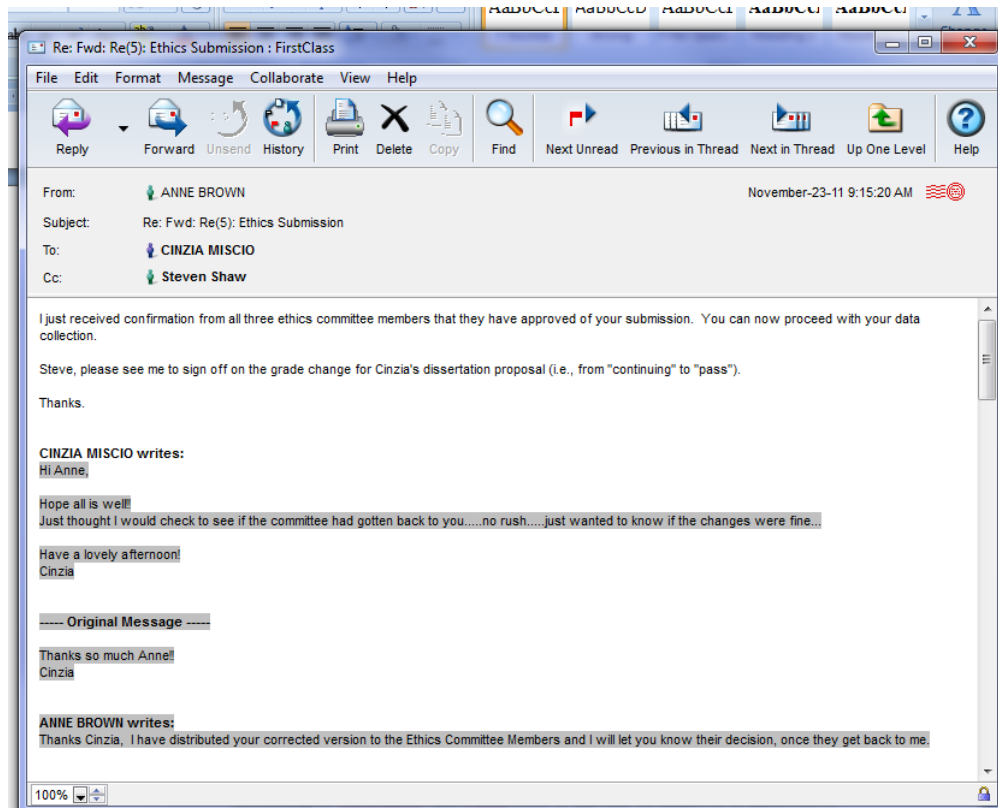 AaBbCcI AaBbCcD AaBbCcI AaBbCcI AaBbCcI
Re: Fwd: Re(5): Ethics Submission : FirstClass
File Edit Format Message Collaborate View Help
Reply Forward Unsend History Print Delete Copy Find Next Unread Previous in Thread Next in Thread Up One Level Help
From: ANNE BROWN November-23-11 9:15:20 AM
Subject: Re: Fwd: Re(5): Ethics Submission
To: CINZIA MISCIO
Cc: Steven Shaw
I just received confirmation from all three ethics committee members that they have approved of your submission. You can now proceed with your data
collection.
Steve, please see me to sign off on the grade change for Cinzia's dissertation proposal (i.e., from "continuing" to "pass").
Thanks.
CINZIA MISCIO writes:
Hi Anne,
Hope all is well!!
Just thought I would check to see if the committee had gotten back to you.....no rush.....just wanted to know if the changes were fine...
Have a lovely afternoon!
Cinzia
----- Original Message -----
Thanks so much Anne!!
Cinzia
ANNE BROWN writes:
Thanks Cinzia, I have distributed your corrected version to the Ethics Committee Members and I will let you know their decision, once they get back to me.
100%